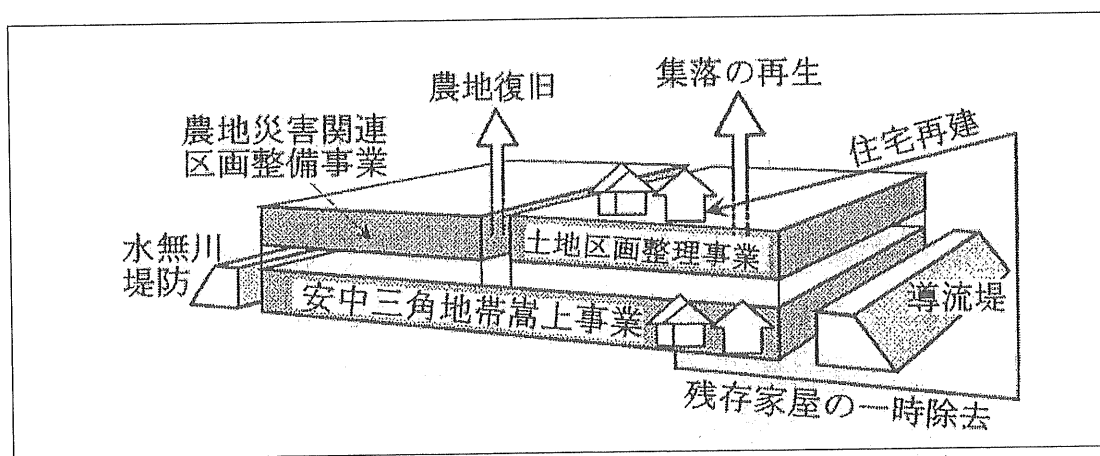 集落の再生
農地復旧
住宅再建
農地災害関連
区画整備事業
土地区画整理事業
水無川
堤防
安中三角地帯嵩上事業
導流堤
残存家屋の一時除去